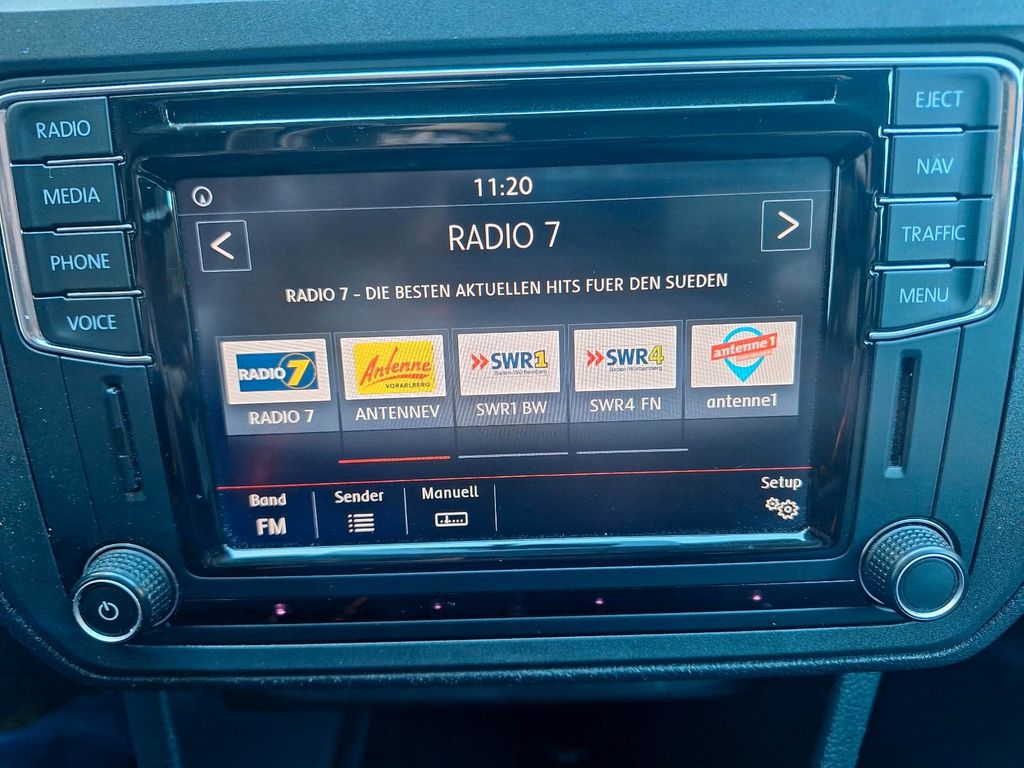 RADIO
MEDIA
PHONE
VOICE
EJECT
NAV
TRAFFIC
MENU
11:20
<
RADIO 7
>
RADIO 7 - DIE BESTEN AKTUELLEN HITS FUER DEN SUEDEN
RADIO 7
Antenne
VORARLBERG
>>SWR1
Baden-Württemberg
>>SWR4
Baden-Württemberg
antenne 1
RADIO 7
ANTENNEV
SWR1 BW
SWR4 FN
antenne1
Band
FM
Sender
Manuell
Setup